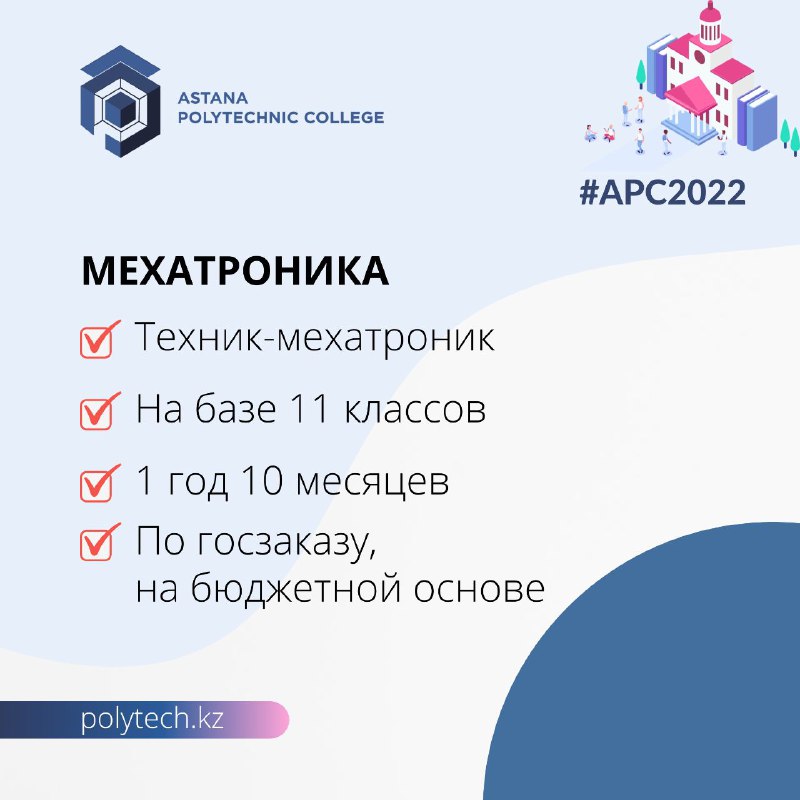 ASTANA
POLYTECHNIC COLLEGE
#APC2022
МЕХАТРОНИКА
Техник-мехатроник
На базе 11 классов
1 год 10 месяцев
По госзаказу,
на бюджетной основе
polytech.kz